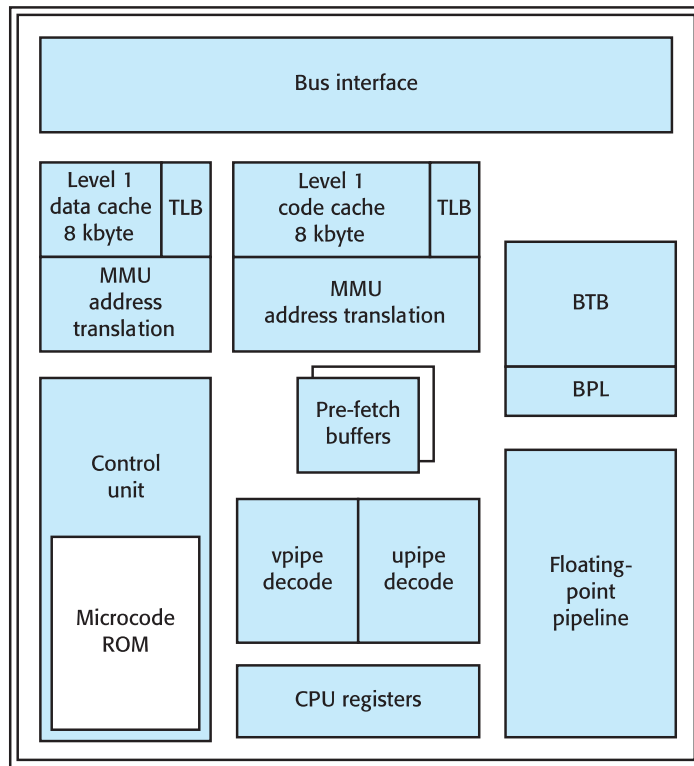 Bus interface
Level 1
data cache
8 kbyte
TLB
Level 1
code cache
8 kbyte
TLB
MMU
address
translation
MMU
address translation
BTB
BPL
Pre-fetch
buffers
Control
unit
Microcode
ROM
vpipe
decode
upipe
decode
Floating-
point
pipeline
CPU registers